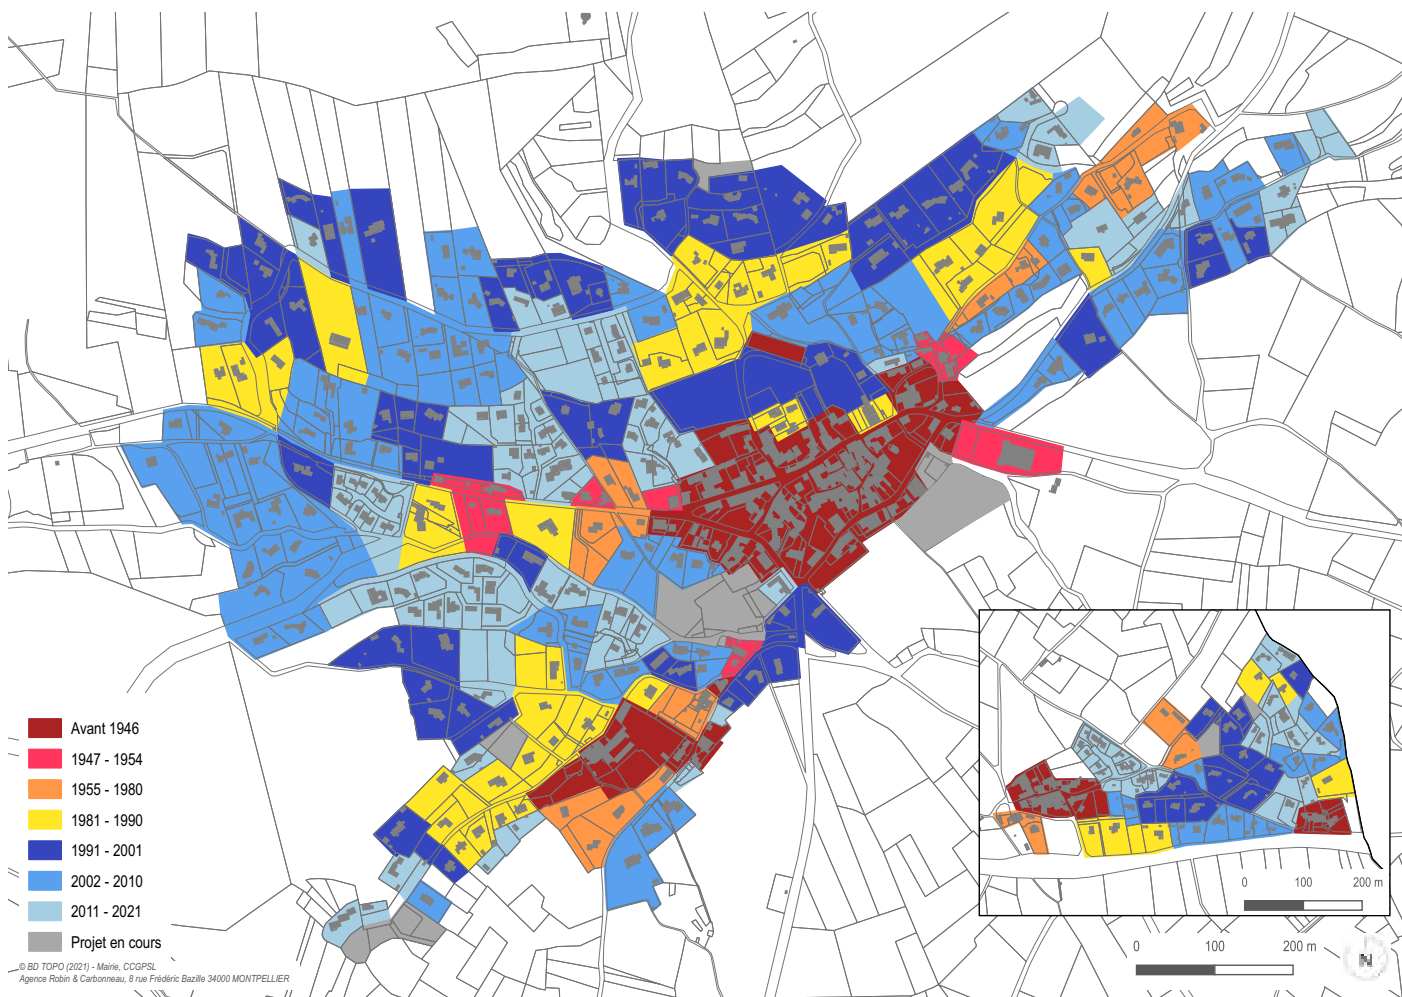 Avant 1946
1947 - 1954
1955 - 1980
1981 - 1990
1991 - 2001
2002 - 2010
2011 - 2021
Projet en cours
© BD TOPO (2021) - Mairie, CCGPSL
Agence Robin & Carbonneau, 8 rue Frédéric Bazille 34000 MONTPELLIER
0 100 200 m
0 100 200 m
N